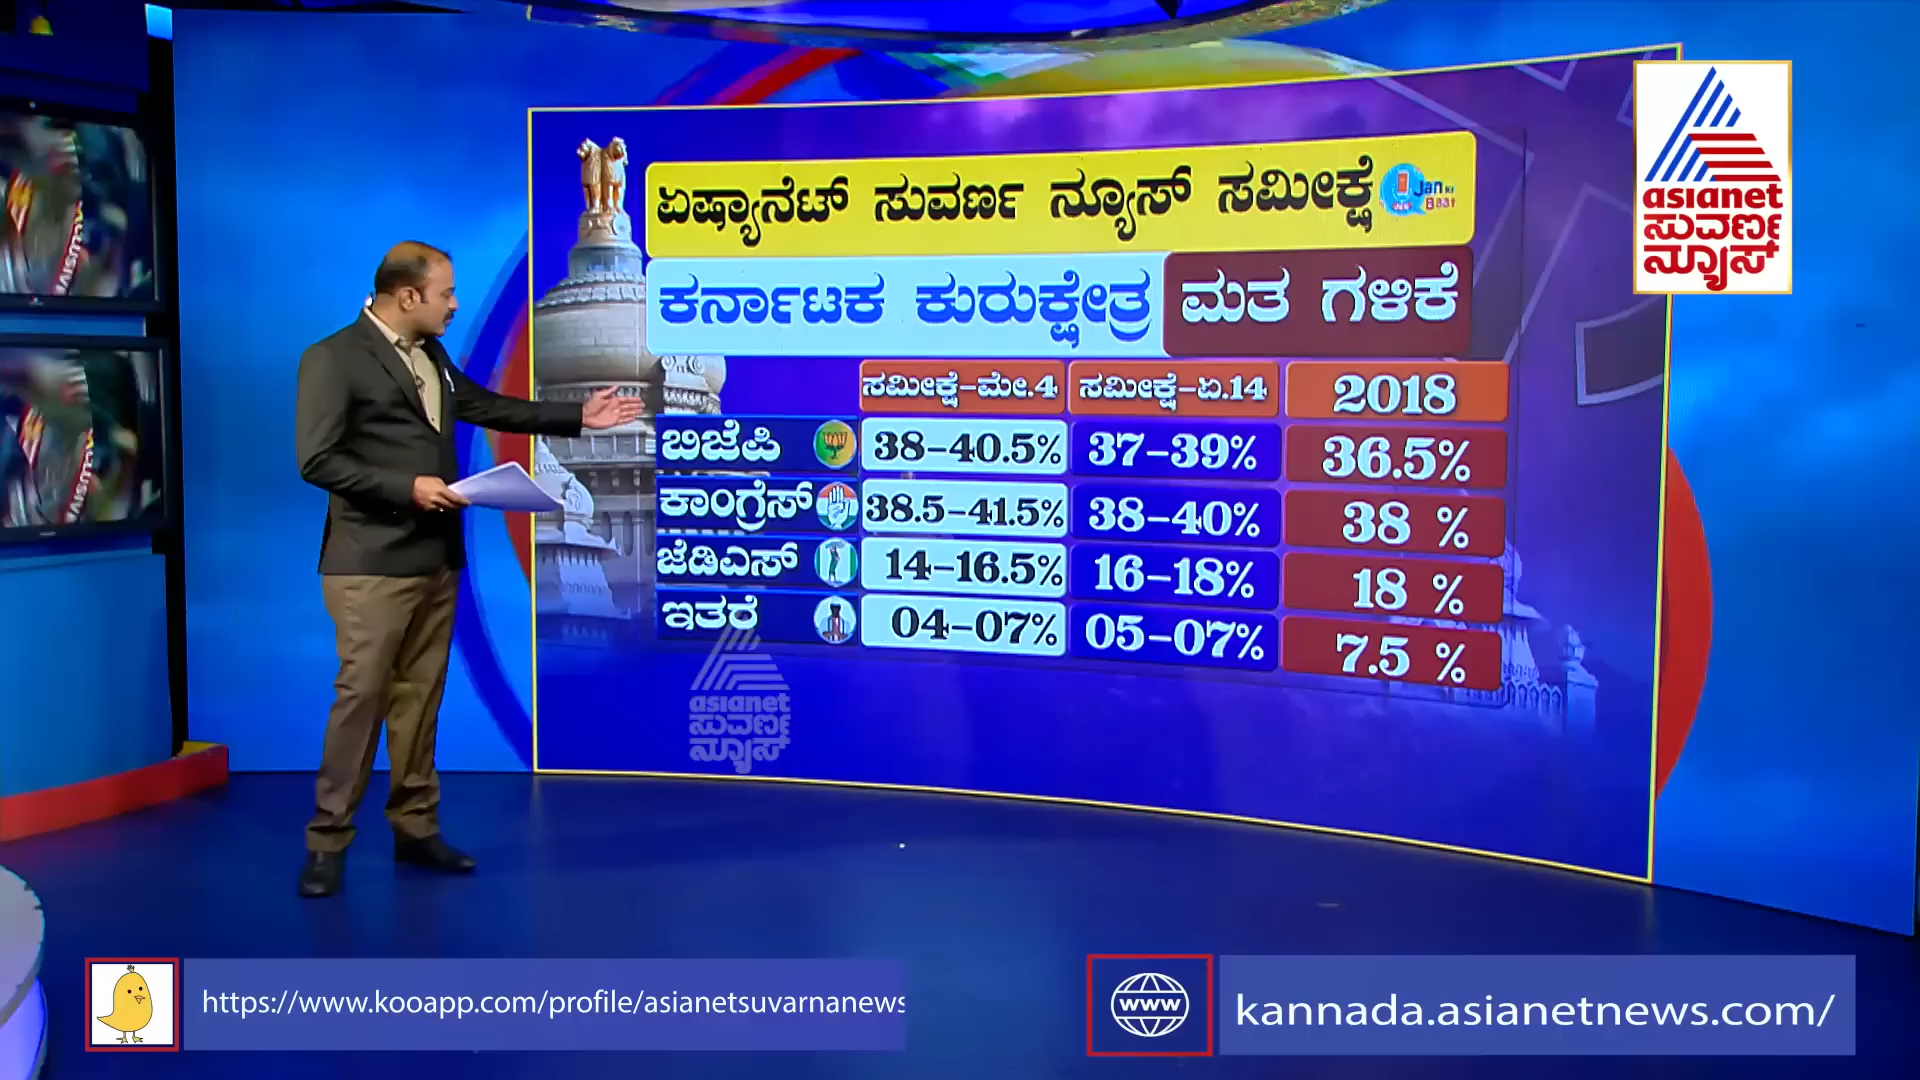 ಏಷ್ಯಾನೆಟ್ ಸುವರ್ಣ ನ್ಯೂಸ್ ಸಮೀಕ್ಷೆ Jan Ki Baat
ಕರ್ನಾಟಕ ಕುರುಕ್ಷೇತ್ರ ಮತ ಗಳಿಕೆ
ಸಮೀಕ್ಷೆ-ಮೇ.4 ಸಮೀಕ್ಷೆ-ಏ.14 2018
ಬಿಜೆಪಿ 38-40.5% 37-39% 36.5%
ಕಾಂಗ್ರೆಸ್ 38.5-41.5% 38-40% 38 %
ಜೆಡಿಎಸ್ 14-16.5% 16-18% 18 %
ಇತರೆ 04-07% 05-07% 7.5 %
asianet
ಸುವರ್ಣ
ನ್ಯೂಸ್
asianet
ಸುವರ್ಣ
ನ್ಯೂಸ್
https://www.kooapp.com/profile/asianetsuvarnanews
www
kannada.asianetnews.com/